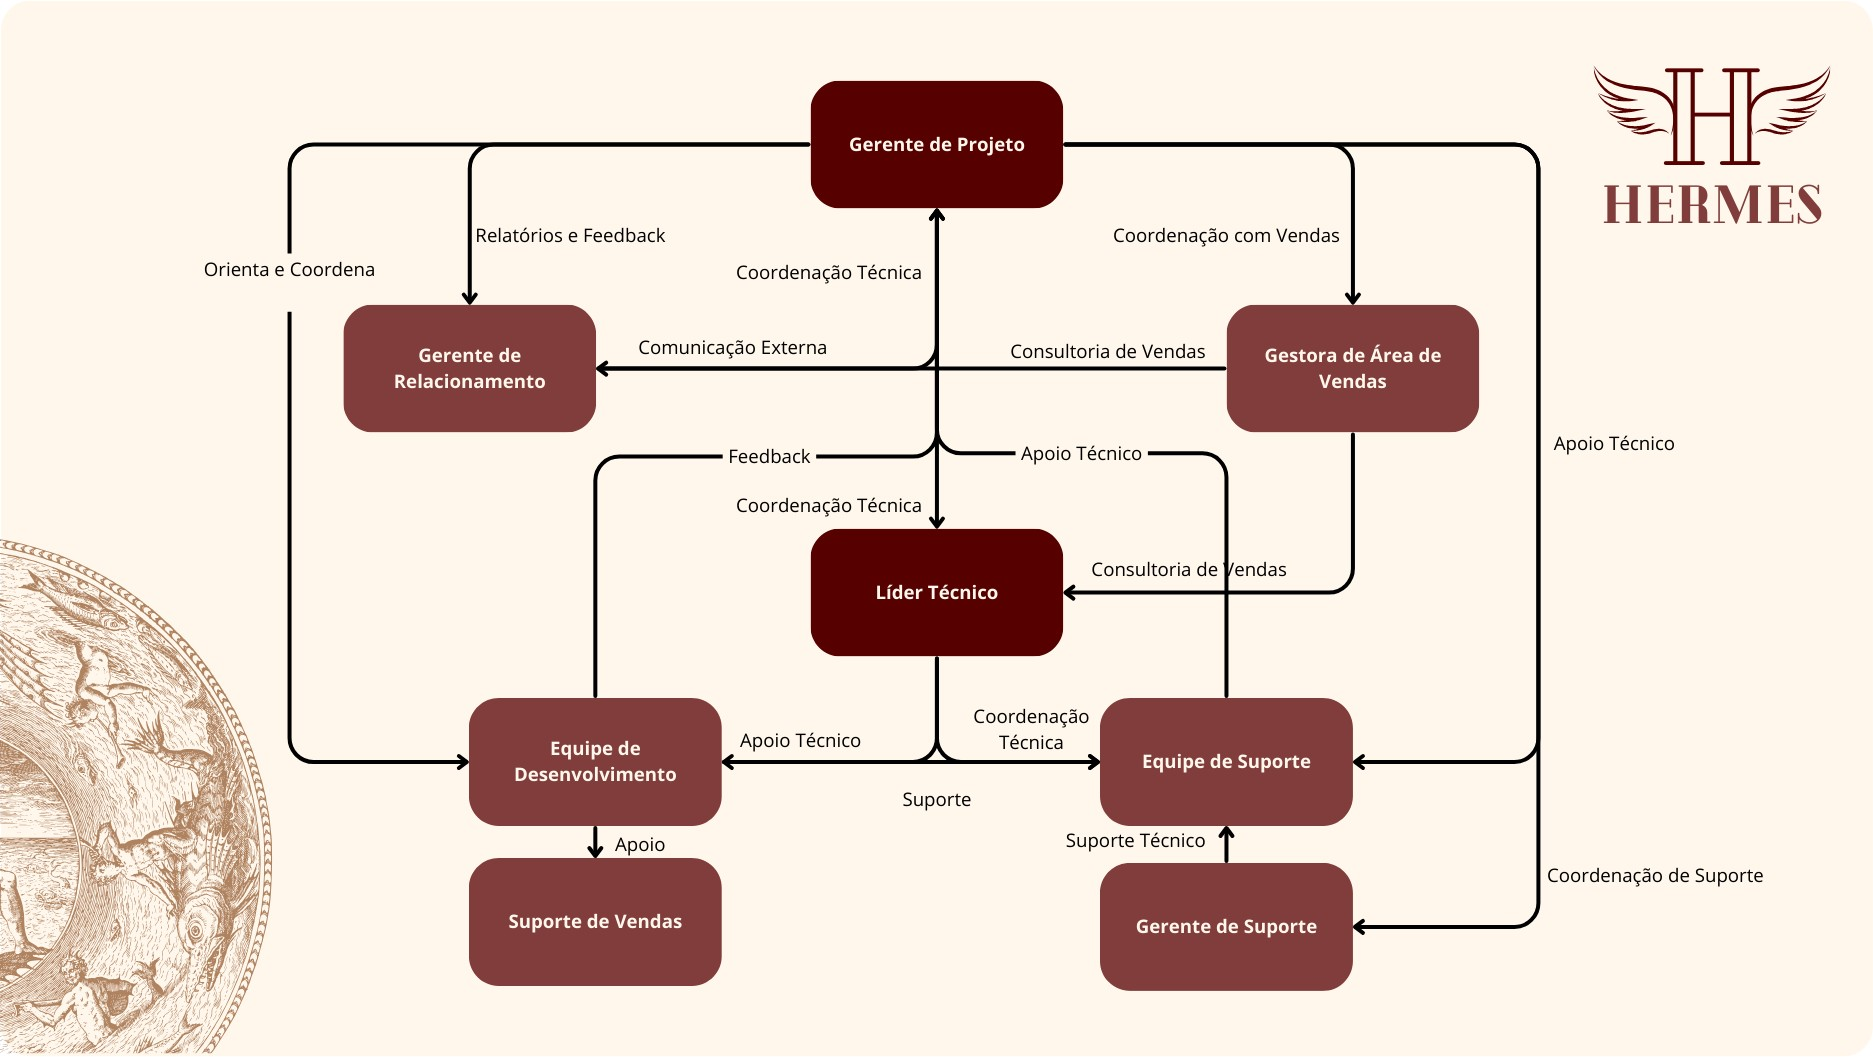 Gerente de Projeto
H
HERMES
Relatórios e Feedback
Coordenação com Vendas
Orienta e Coordena
Coordenação Técnica
Comunicação Externa
Consultoria de Vendas
Gerente de
Relacionamento
Gestora de Área de
Vendas
Apoio Técnico
Feedback
Apoio Técnico
Coordenação Técnica
Consultoria de Vendas
Líder Técnico
Coordenação
Técnica
Apoio Técnico
Equipe de
Desenvolvimento
Equipe de Suporte
Suporte
Apoio
Suporte Técnico
Coordenação de Suporte
Suporte de Vendas
Gerente de Suporte